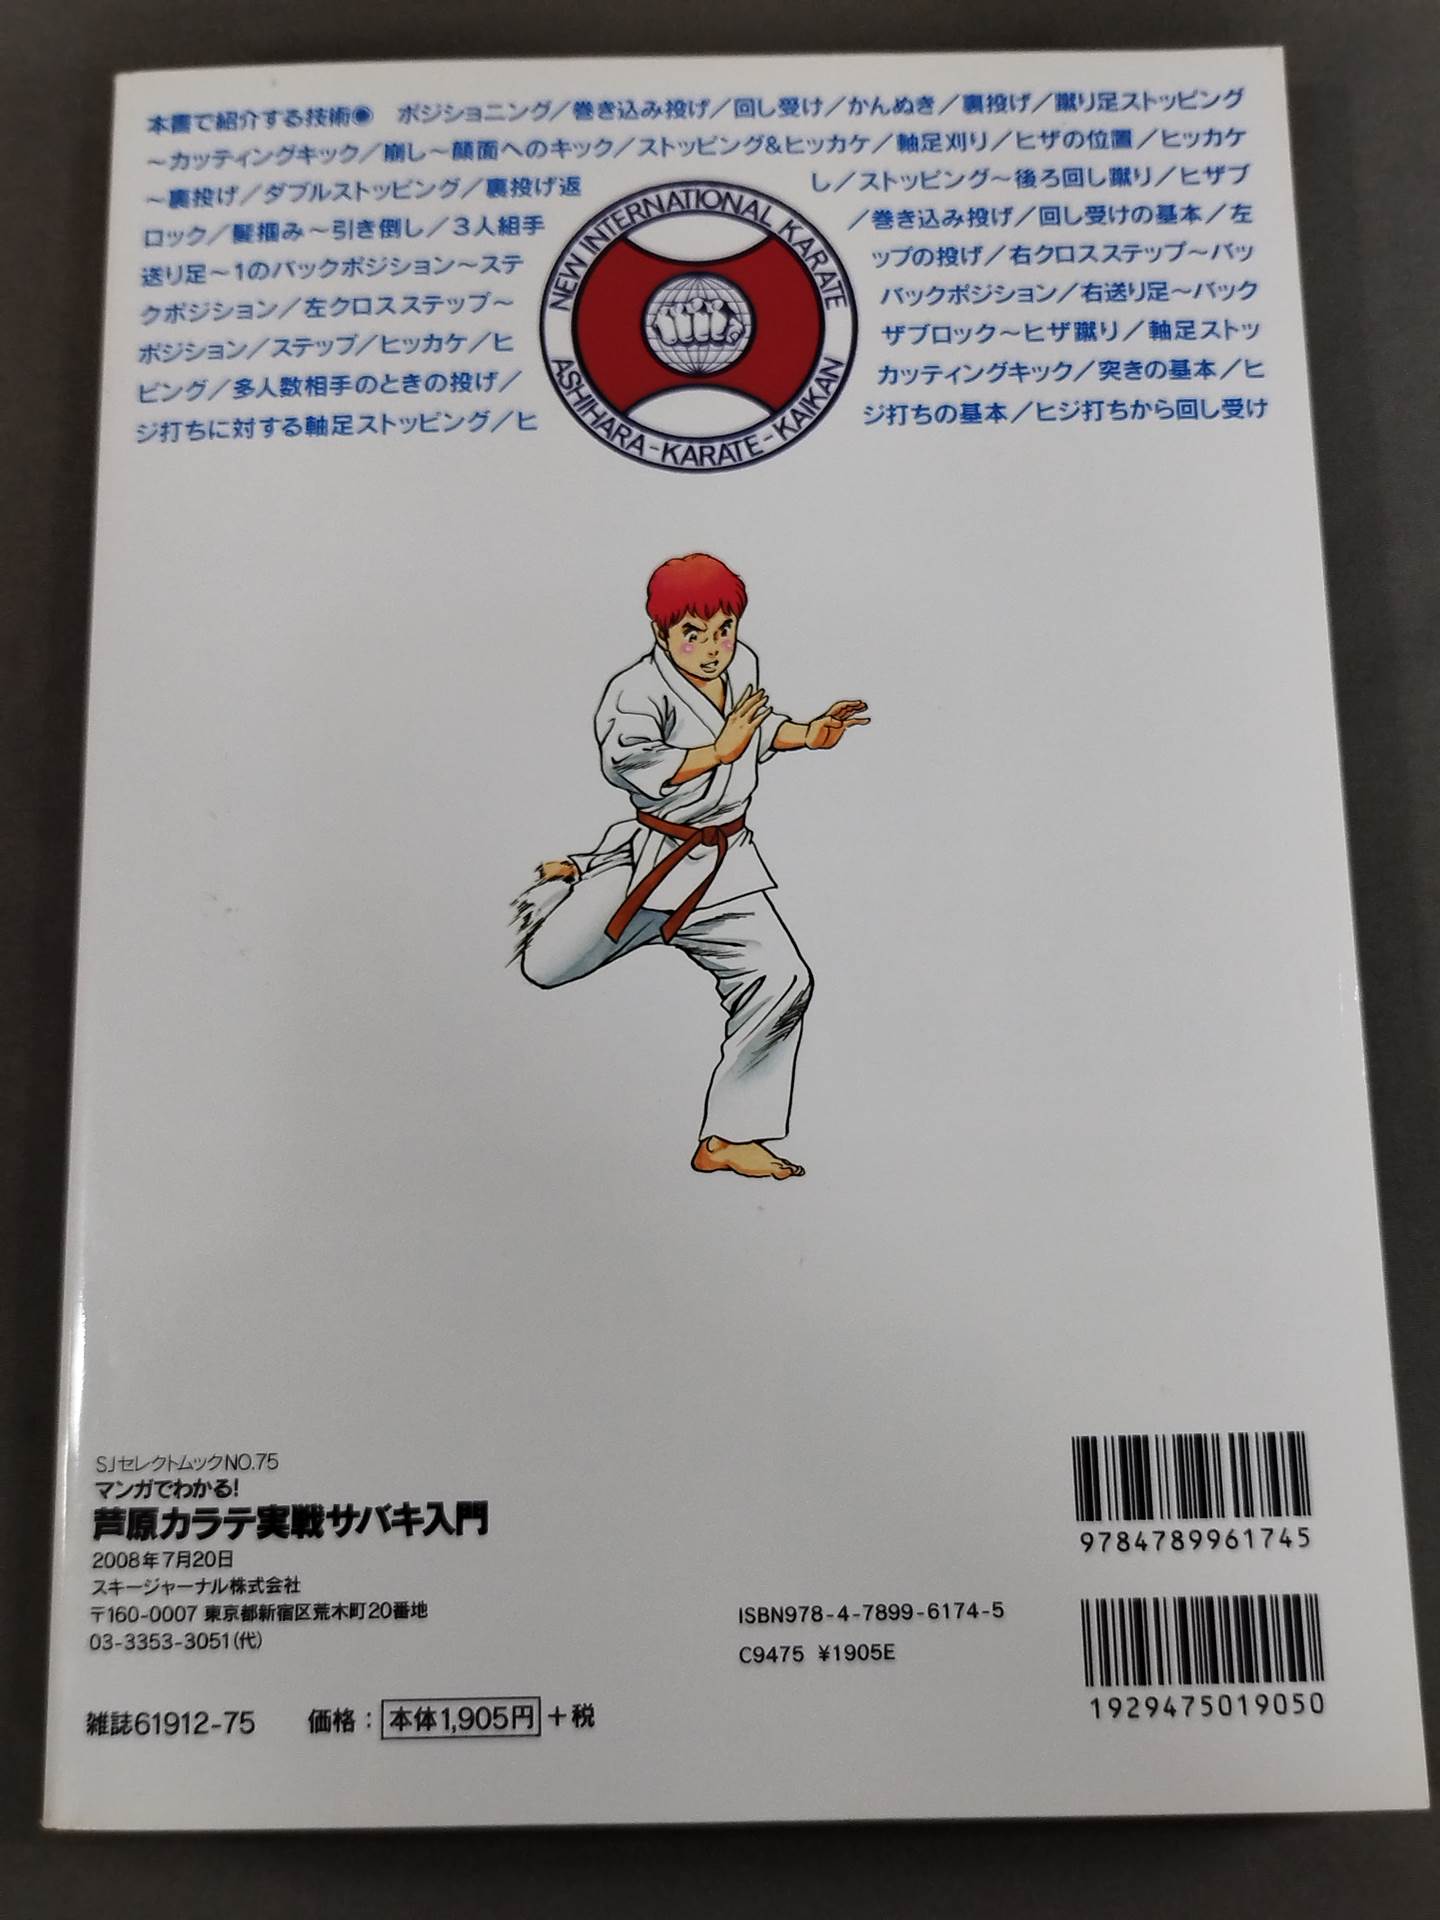 本書で紹介する技術● ポジショニング／巻き込み投げ／回し受け／かんぬき／裏投げ／蹴り足ストッピング
～カッティングキック／崩し～顔面へのキック／ストッピング&ヒッカケ／軸足刈り／ヒザの位置／ヒッカケ
～裏投げ／ダブルストッピング／裏投げ返し／ストッピング～後ろ回し蹴り／ヒザブ
ロック／髪掴み～引き倒し／3人組手／巻き込み投げ／回し受けの基本／左
送り足～1のバックポジション～ステップの投げ／右クロスステップ～バッ
クポジション／左クロスステップ～バックポジション／右送り足～バック
ポジション／ステップ／ヒッカケ／ヒザブロック～ヒザ蹴り／軸足ストッ
ピング／多人数相手のときの投げ／カッティングキック／突きの基本／ヒ
ジ打ちに対する軸足ストッピング／ヒジ打ちの基本／ヒジ打ちから回し受け
NEW INTERNATIONAL KARATE
ASHIHARA-KARATE-KAIKAN
SJセレクトムックNO.75
マンガでわかる!
芦原カラテ実戦サバキ入門
2008年7月20日
スキージャーナル株式会社
〒160-0007 東京都新宿区荒木町20番地
03-3353-3051(代)
雑誌61912-75 価格：本体1,905円+税
ISBN978-4-7899-6174-5
C9475 ¥1905E
9784789961745
1929475019050